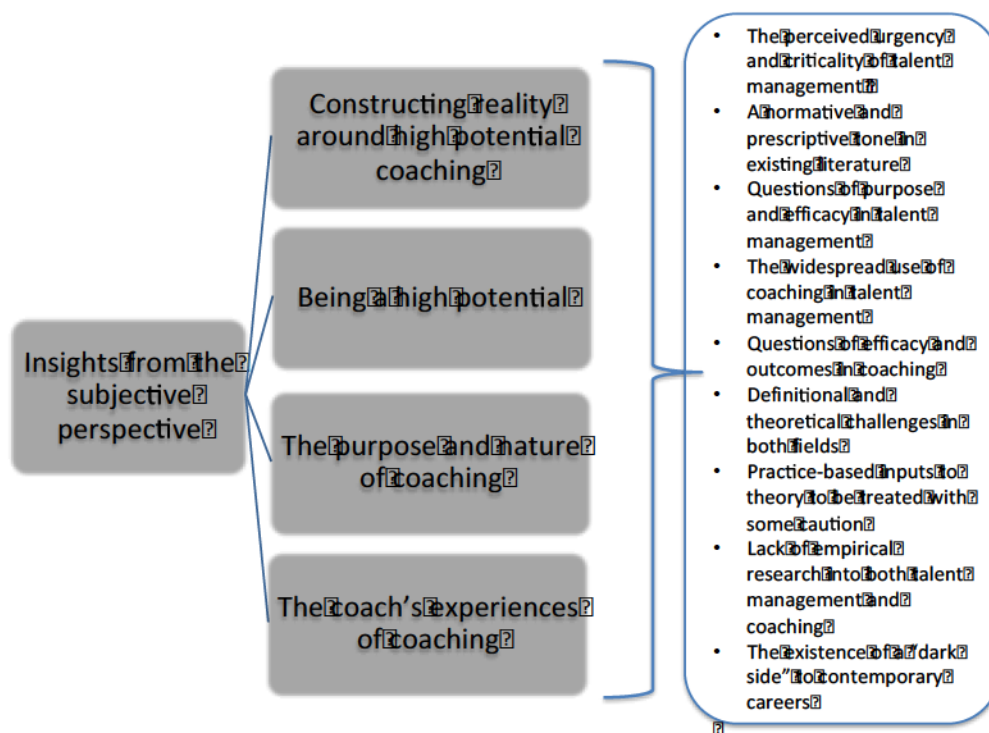 Insights from the
subjective
perspective
Constructing reality
around high potential
coaching
Being a high potential
The purpose and nature
of coaching
The coach’s experiences
of coaching
• The perceived urgency
and criticality of talent
management
• A normative and
prescriptive tone in
existing literature
• Questions of purpose
and efficacy in talent
management
• The widespread use of
coaching in talent
management
• Questions of efficacy and
outcomes in coaching
• Definitional and
theoretical challenges in
both fields
• Practice-based inputs to
theory to be treated with
some caution
• Lack of empirical
research into both talent
management and
coaching
• The existence of a “dark
side” to contemporary
careers